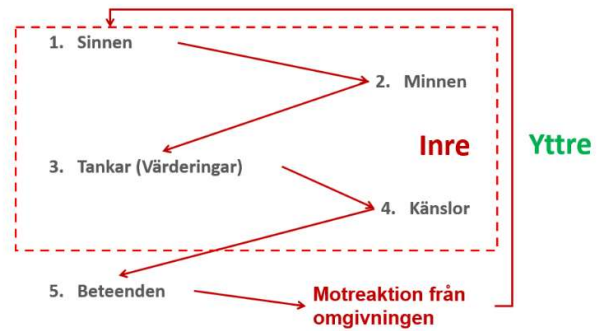 1. Sinnen
2. Minnen
Inre
Yttre
3. Tankar (Värderingar)
4. Känslor
5. Beteenden
Motreaktion från
omgivningen